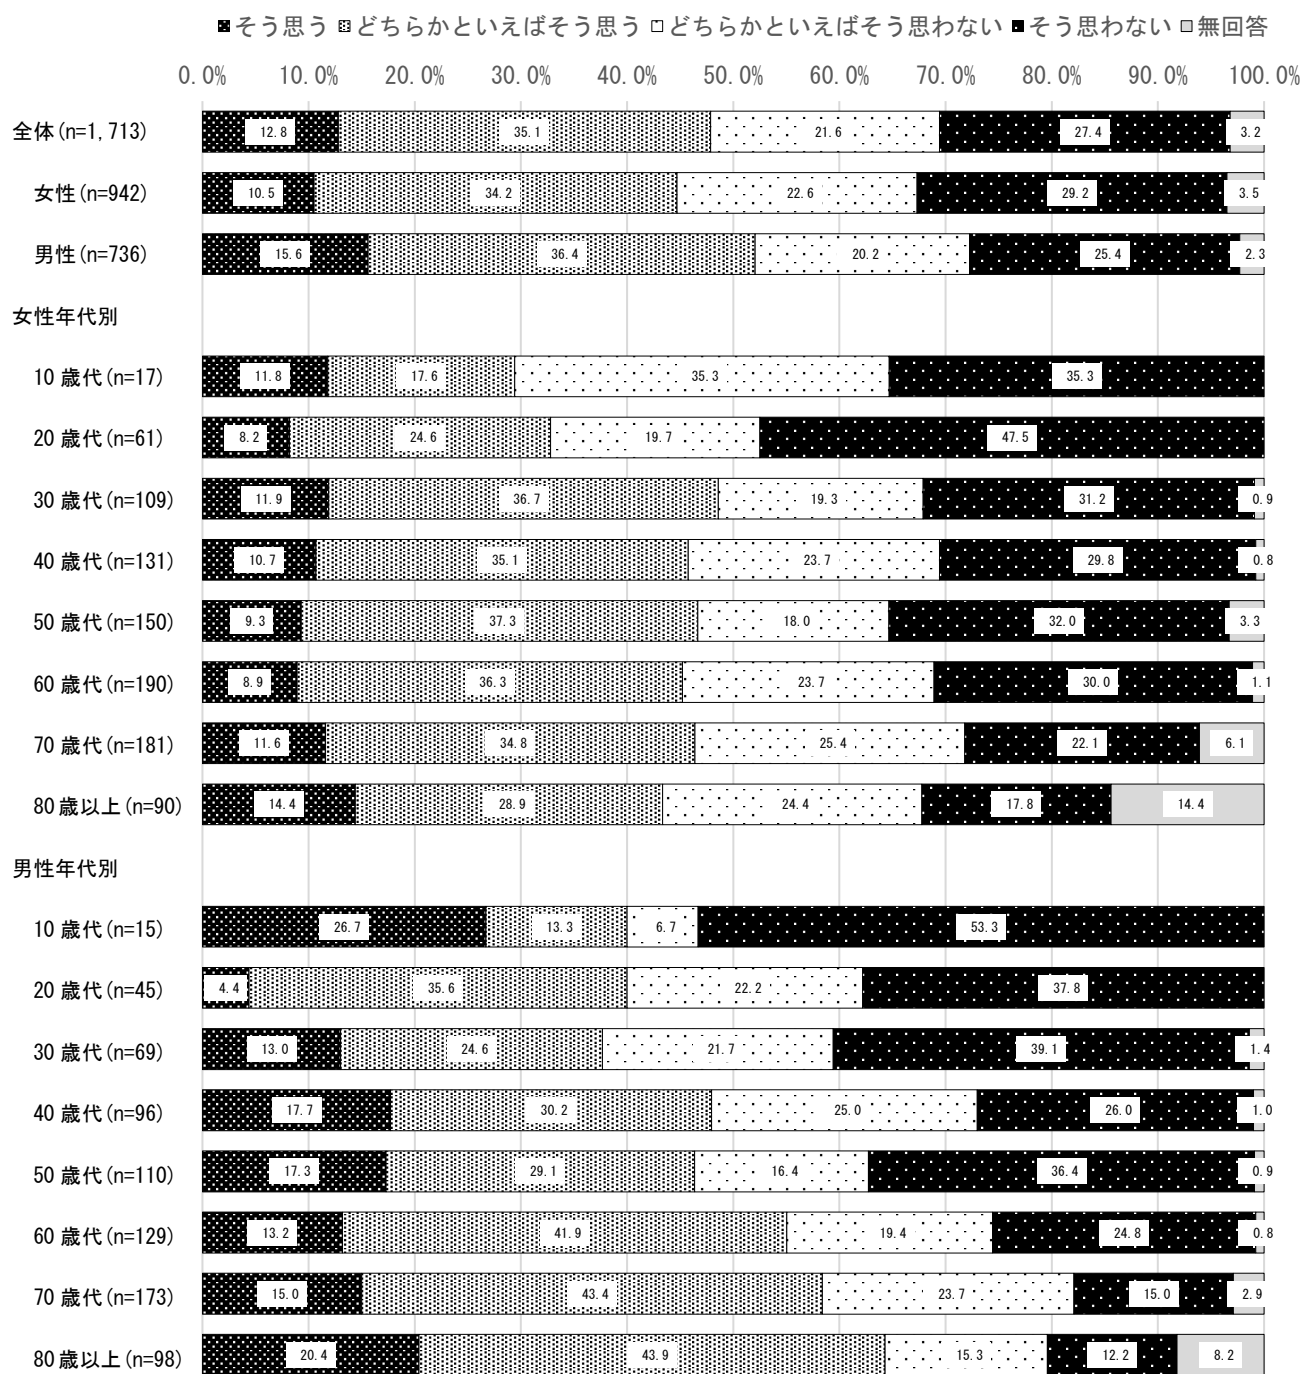 そう思う どちらかといえばそう思う どちらかといえばそう思わない そう思わない 無回答
0.0% 10.0% 20.0% 30.0% 40.0% 50.0% 60.0% 70.0% 80.0% 90.0% 100.0%
全体(n=1,713) 12.8 35.1 21.6 27.4 3.2
女性(n=942) 10.5 34.2 22.6 29.2 3.5
男性(n=736) 15.6 36.4 20.2 25.4 2.3
女性年代別
10歳代(n=17) 11.8 17.6 35.3 35.3
20歳代(n=61) 8.2 24.6 19.7 47.5
30歳代(n=109) 11.9 36.7 19.3 31.2 0.9
40歳代(n=131) 10.7 35.1 23.7 29.8 0.8
50歳代(n=150) 9.3 37.3 18.0 32.0 3.3
60歳代(n=190) 8.9 36.3 23.7 30.0 1.1
70歳代(n=181) 11.6 34.8 25.4 22.1 6.1
80歳以上(n=90) 14.4 28.9 24.4 17.8 14.4
男性年代別
10歳代(n=15) 26.7 13.3 6.7 53.3
20歳代(n=45) 4.4 35.6 22.2 37.8
30歳代(n=69) 13.0 24.6 21.7 39.1 1.4
40歳代(n=96) 17.7 30.2 25.0 26.0 1.0
50歳代(n=110) 17.3 29.1 16.4 36.4 0.9
60歳代(n=129) 13.2 41.9 19.4 24.8 0.8
70歳代(n=173) 15.0 43.4 23.7 15.0 2.9
80歳以上(n=98) 20.4 43.9 15.3 12.2 8.2